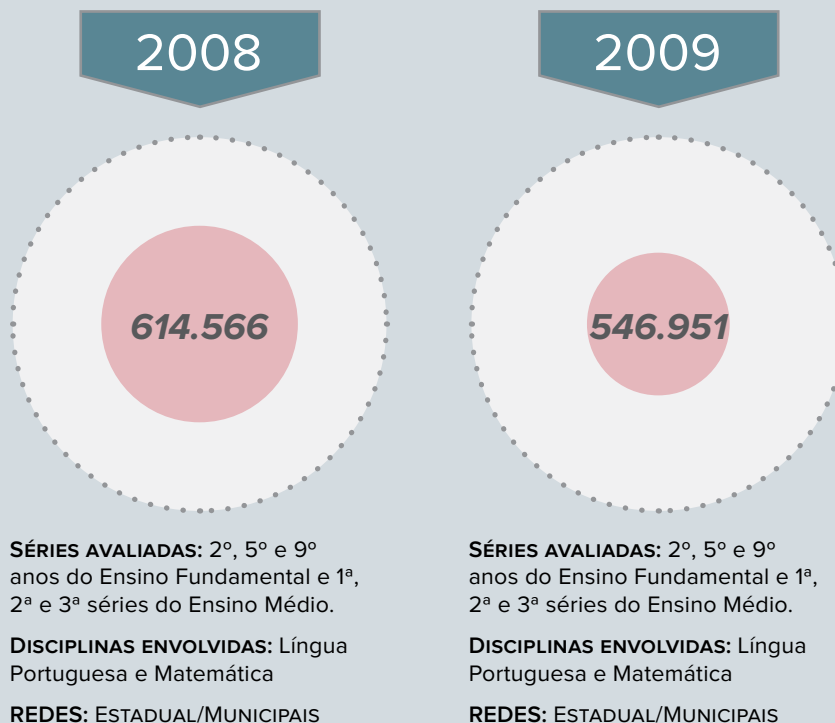 2008
614.566
SÉRIES AVALIADAS: 2º, 5º e 9º
anos do Ensino Fundamental e 1ª,
2ª e 3ª séries do Ensino Médio.
DISCIPLINAS ENVOLVIDAS: Língua
Portuguesa e Matemática
REDES: ESTADUAL/MUNICIPAIS
2009
546.951
SÉRIES AVALIADAS: 2º, 5º e 9º
anos do Ensino Fundamental e 1ª,
2ª e 3ª séries do Ensino Médio.
DISCIPLINAS ENVOLVIDAS: Língua
Portuguesa e Matemática
REDES: ESTADUAL/MUNICIPAIS